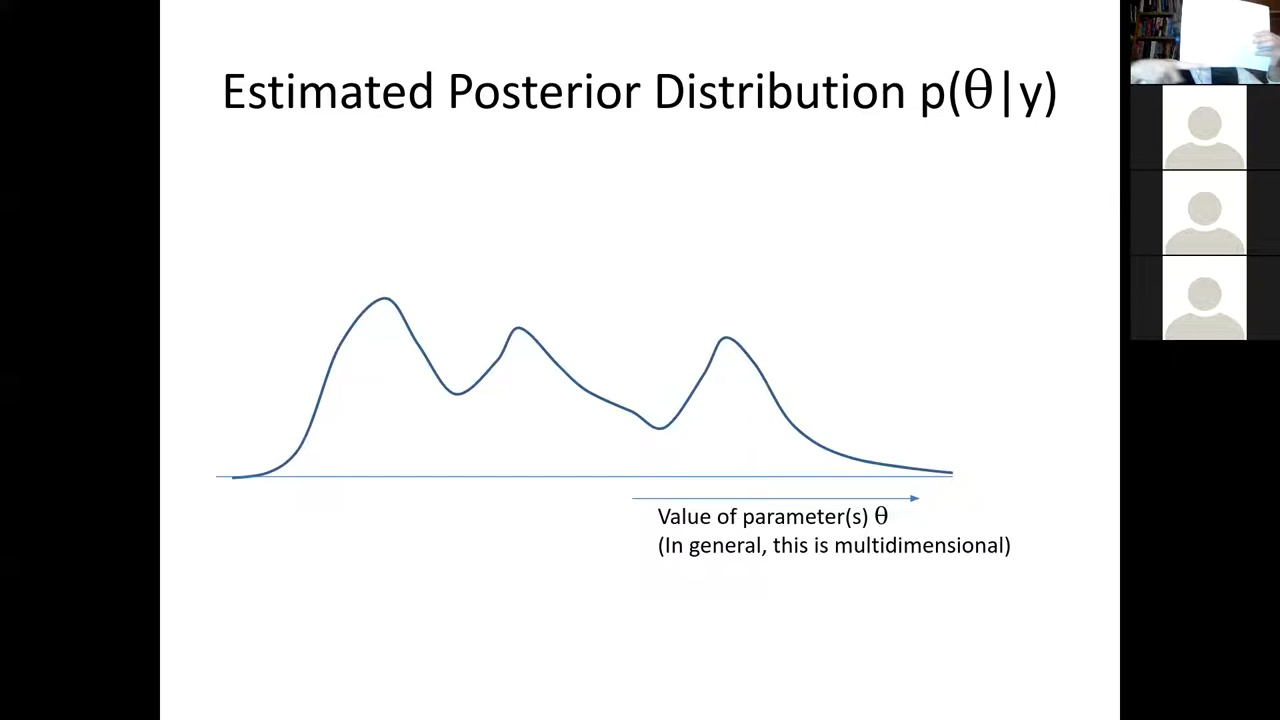 Estimated Posterior Distribution p(θ|y)
Value of parameter(s) θ
(In general, this is multidimensional)